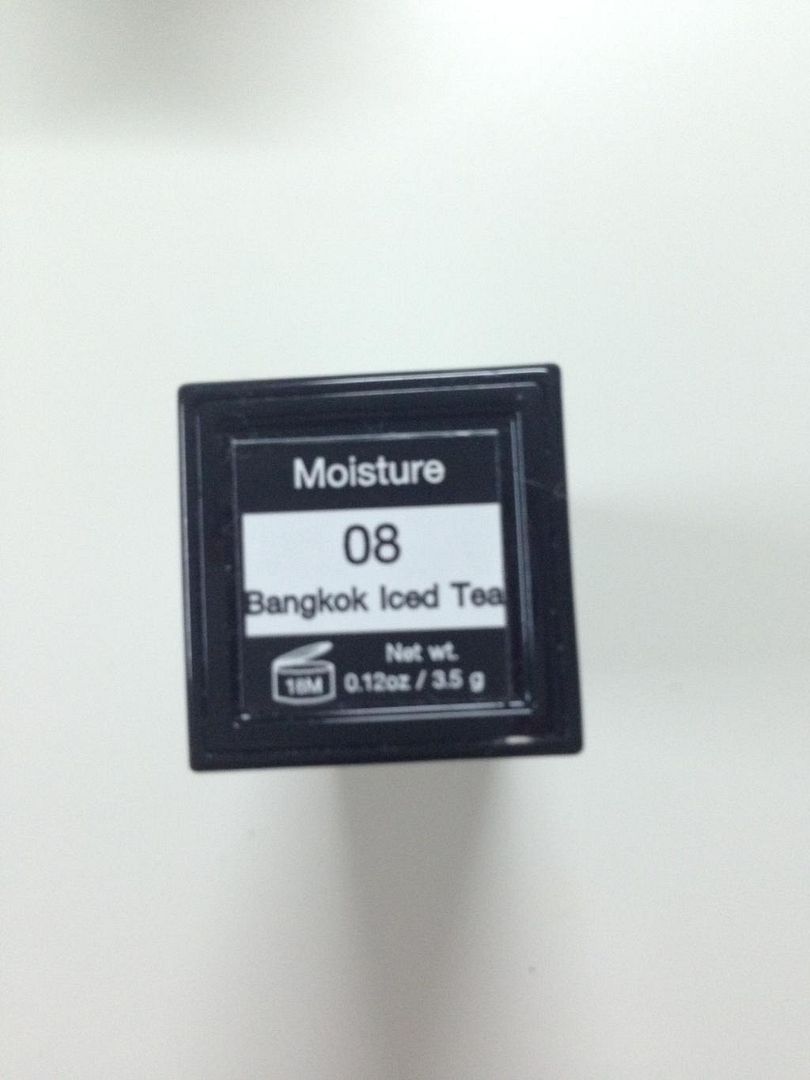 Moisture
08
Bangkok Iced Tea
Net wt.
18M 0.12oz / 3.5 g